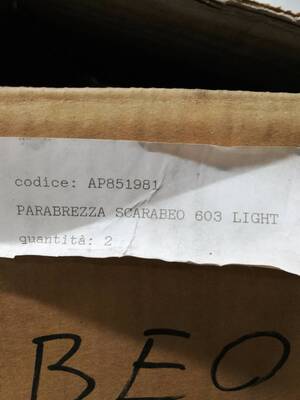 codice: AP851981
PARABREZZA SCARABEO 603 LIGHT
quantità: 2
BEO